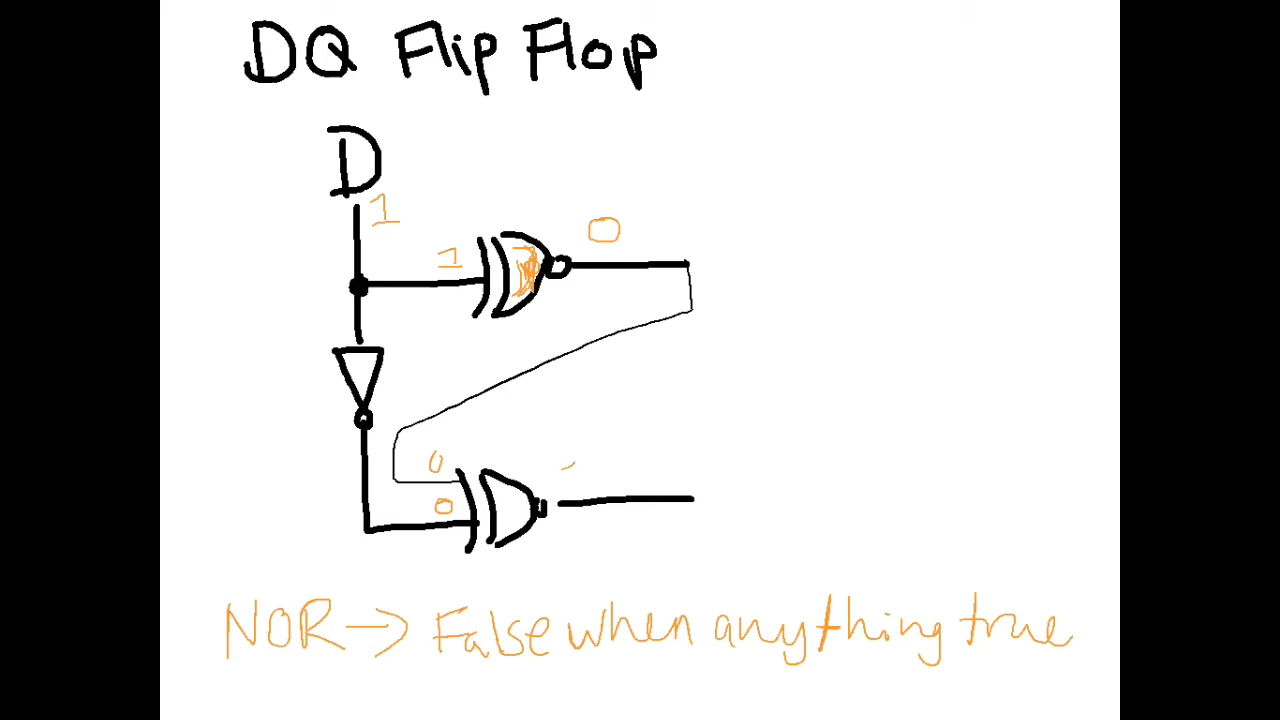 DQ Flip Flop
D
1
1 0
0
0
NOR → False when anything true